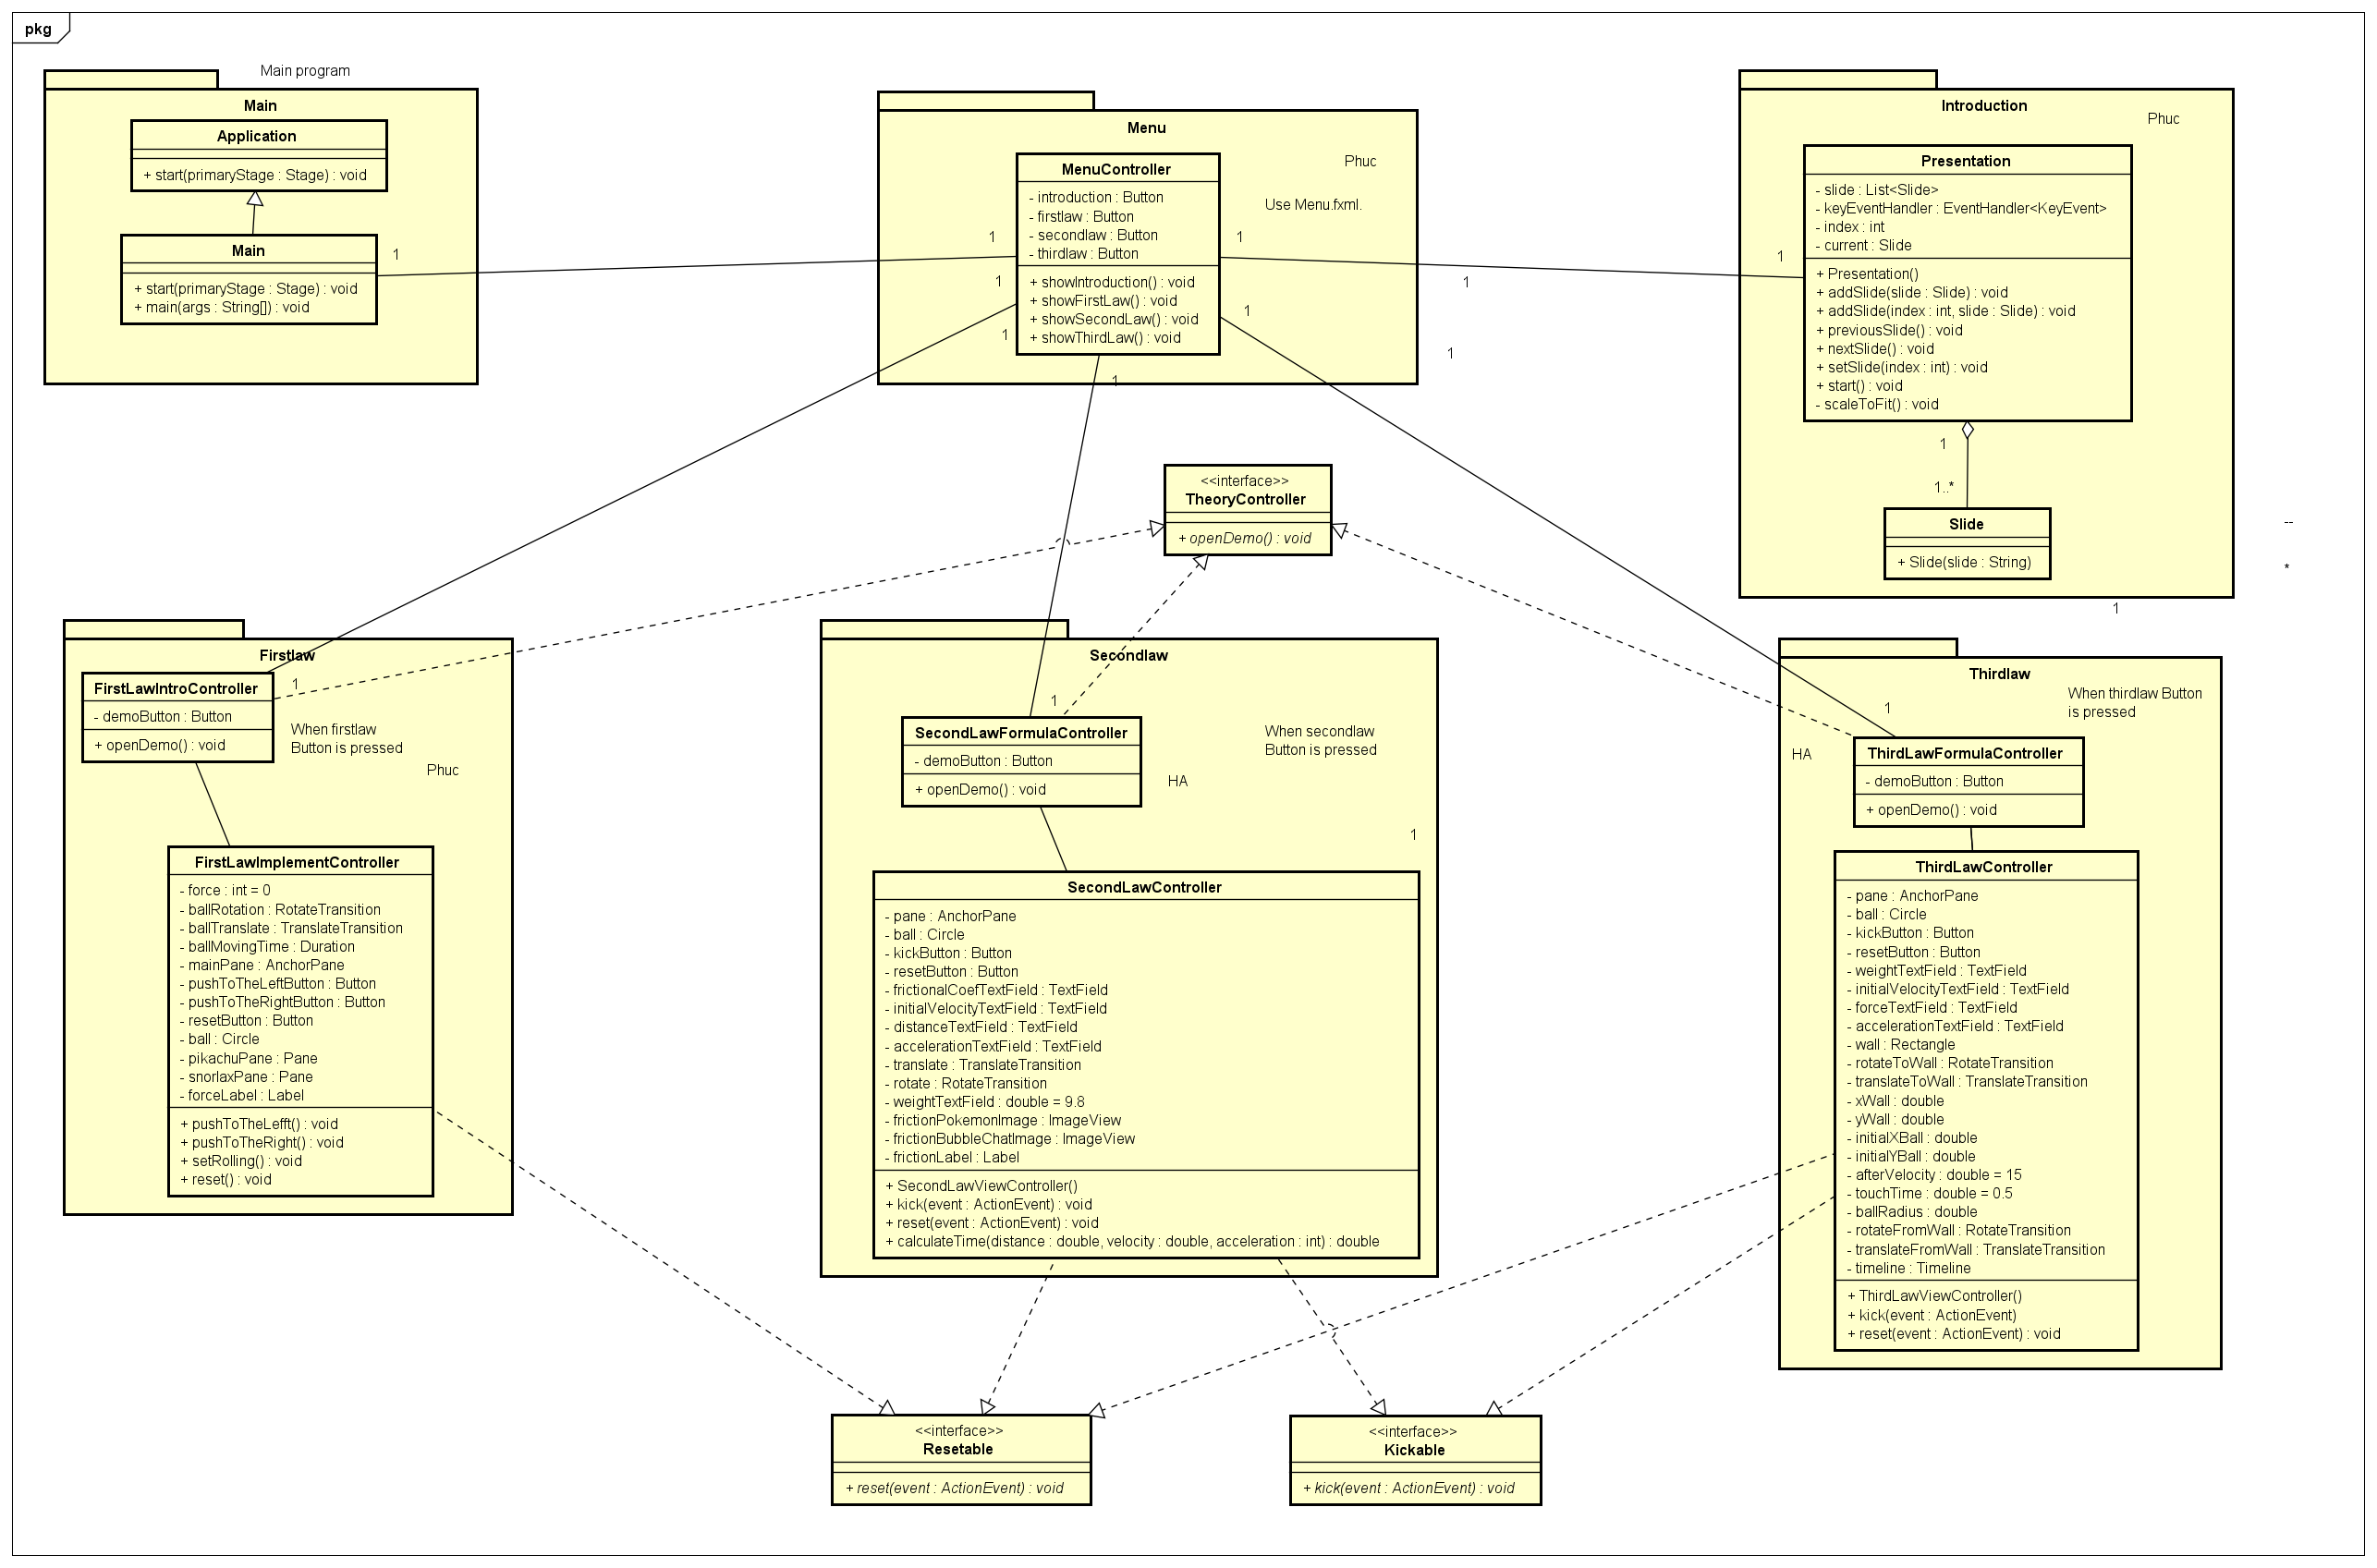 pkg
Main program
Main
Application
+ start(primaryStage : Stage) : void
Main
+ start(primaryStage : Stage) : void
+ main(args : String[]) : void
1
1
Menu
Phuc
Use Menu.fxml.
MenuController
- introduction : Button
- firstlaw : Button
- secondlaw : Button
- thirdlaw : Button
+ showIntroduction() : void
+ showFirstLaw() : void
+ showSecondLaw() : void
+ showThirdLaw() : void
1
1
1
1
1
1
1
1
Introduction
Phuc
Presentation
- slide : List<Slide>
- keyEventHandler : EventHandler<KeyEvent>
- index : int
- current : Slide
+ Presentation()
+ addSlide(slide : Slide) : void
+ addSlide(index : int, slide : Slide) : void
+ previousSlide() : void
+ nextSlide() : void
+ setSlide(index : int) : void
+ start() : void
- scaleToFit() : void
1
1..*
Slide
+ Slide(slide : String)
--
*
1
<<interface>>
TheoryController
+ openDemo() : void
Firstlaw
FirstLawIntroController
- demoButton : Button
+ openDemo() : void
1
When firstlaw
Button is pressed
Phuc
FirstLawImplementController
- force : int = 0
- ballRotation : RotateTransition
- ballTranslate : TranslateTransition
- ballMovingTime : Duration
- mainPane : AnchorPane
- pushToTheLeftButton : Button
- pushToTheRightButton : Button
- resetButton : Button
- ball : Circle
- pikachuPane : Pane
- snorlaxPane : Pane
- forceLabel : Label
+ pushToTheLefft() : void
+ pushToTheRight() : void
+ setRolling() : void
+ reset() : void
Secondlaw
1
SecondLawFormulaController
- demoButton : Button
+ openDemo() : void
When secondlaw
Button is pressed
HA
1
SecondLawController
- pane : AnchorPane
- ball : Circle
- kickButton : Button
- resetButton : Button
- frictionalCoefTextField : TextField
- initialVelocityTextField : TextField
- distanceTextField : TextField
- accelerationTextField : TextField
- translate : TranslateTransition
- rotate : RotateTransition
- weightTextField : double = 9.8
- frictionPokemonImage : ImageView
- frictionBubbleChatImage : ImageView
- frictionLabel : Label
+ SecondLawViewController()
+ kick(event : ActionEvent) : void
+ reset(event : ActionEvent) : void
+ calculateTime(distance : double, velocity : double, acceleration : int) : double
Thirdlaw
When thirdlaw Button
is pressed
1
HA
ThirdLawFormulaController
- demoButton : Button
+ openDemo() : void
ThirdLawController
- pane : AnchorPane
- ball : Circle
- kickButton : Button
- resetButton : Button
- weightTextField : TextField
- initialVelocityTextField : TextField
- forceTextField : TextField
- accelerationTextField : TextField
- wall : Rectangle
- rotateToWall : RotateTransition
- translateToWall : TranslateTransition
- xWall : double
- yWall : double
- initialXBall : double
- initialYBall : double
- afterVelocity : double = 15
- touchTime : double = 0.5
- ballRadius : double
- rotateFromWall : RotateTransition
- translateFromWall : TranslateTransition
- timeline : Timeline
+ ThirdLawViewController()
+ kick(event : ActionEvent)
+ reset(event : ActionEvent) : void
<<interface>>
Resetable
+ reset(event : ActionEvent) : void
<<interface>>
Kickable
+ kick(event : ActionEvent) : void